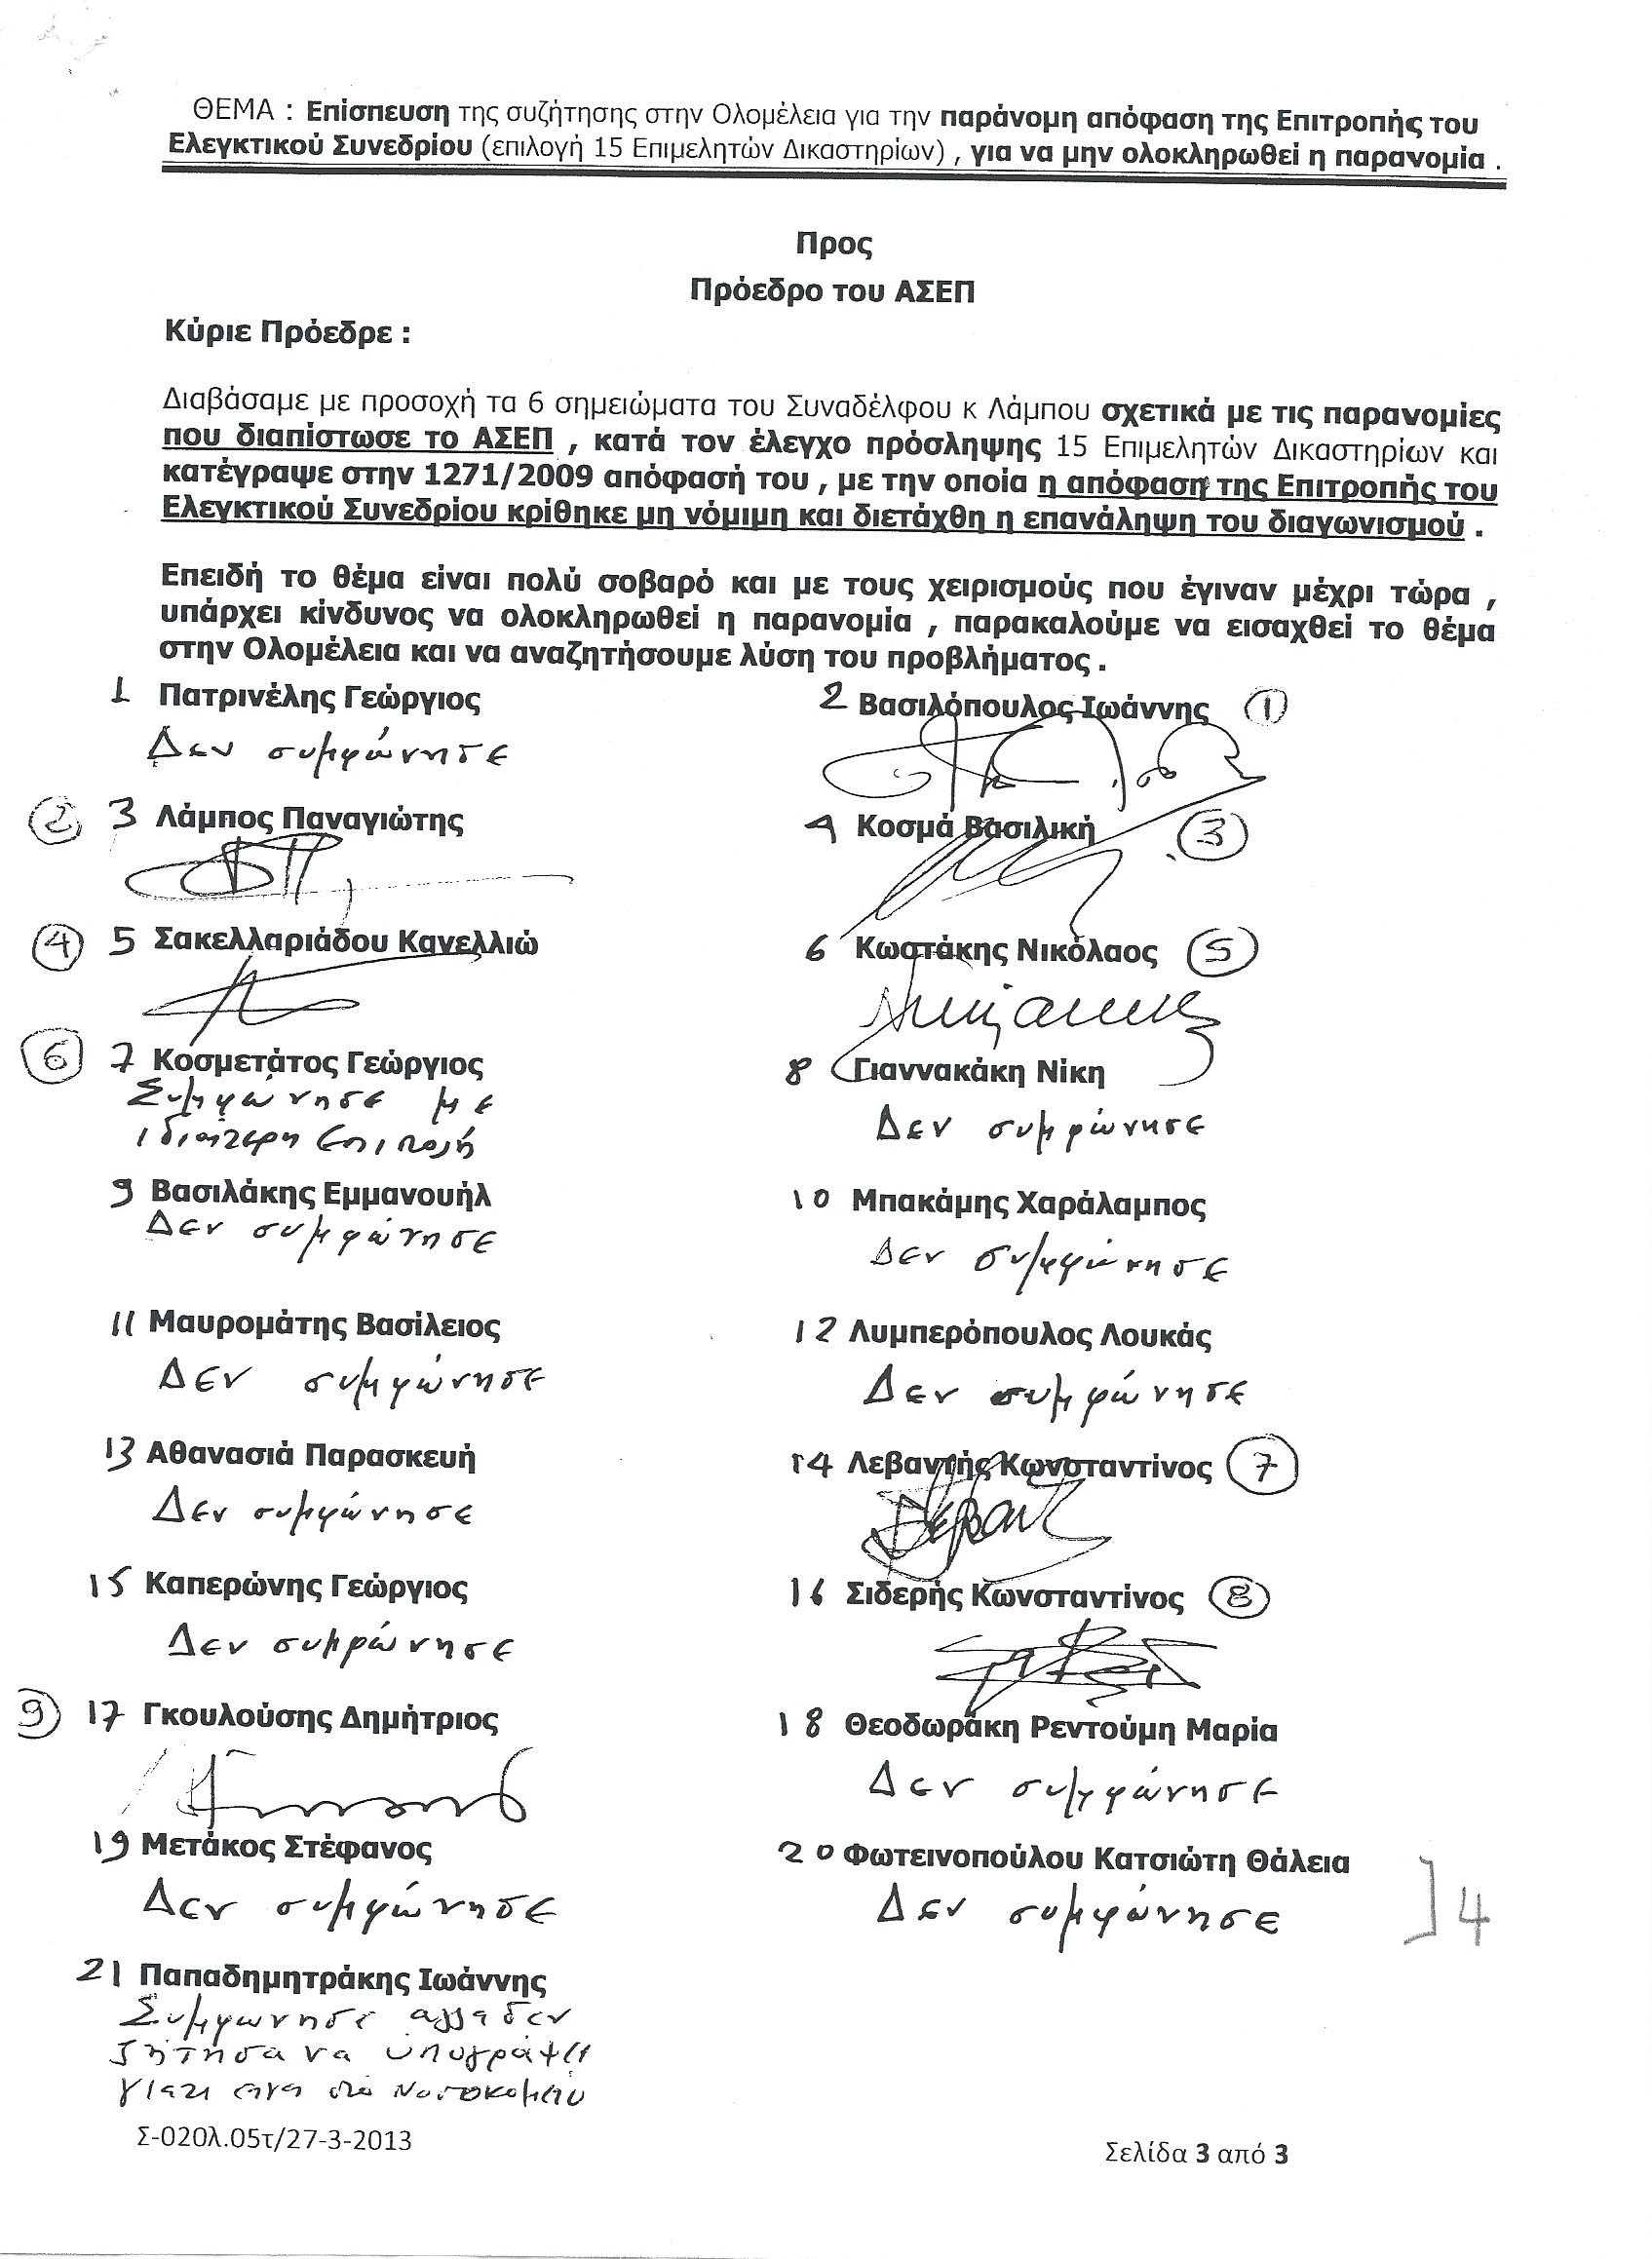 ΘΕΜΑ : Επίσπευση της συζήτησης στην Ολομέλεια για την παράνομη απόφαση της Επιτροπής του
Ελεγκτικού Συνεδρίου (επιλογή 15 Επιμελητών Δικαστηρίων) , για να μην ολοκληρωθεί η παρανομία .
Προς
Πρόεδρο του ΑΣΕΠ
Κύριε Πρόεδρε :
Διαβάσαμε με προσοχή τα 6 σημειώματα του Συναδέλφου κ Λάμπου σχετικά με τις παρανομίες
που διαπίστωσε το ΑΣΕΠ , κατά τον έλεγχο πρόσληψης 15 Επιμελητών Δικαστηρίων και
κατέγραψε στην 1271/2009 απόφασή του , με την οποία η απόφαση της Επιτροπής του
Ελεγκτικού Συνεδρίου κρίθηκε μη νόμιμη και διετάχθη η επανάληψη του διαγωνισμού .
Επειδή το θέμα είναι πολύ σοβαρό και με τους χειρισμούς που έγιναν μέχρι τώρα ,
υπάρχει κίνδυνος να ολοκληρωθεί η παρανομία , παρακαλούμε να εισαχθεί το θέμα
στην Ολομέλεια και να αναζητήσουμε λύση του προβλήματος .
1 Πατρινέλης Γεώργιος
Δεν συμφώνησε
2 Βασιλόπουλος Ιωάννης 1
2 3 Λάμπος Παναγιώτης
4 Κοσμά Βασιλική 3
4 5 Σακελλαριάδου Κανελλιώ
6 Κωστάκης Νικόλαος 5
6 7 Κοσμετάτος Γεώργιος
Συμφώνησε με
ιδιαίτερη επιστολή
8 Γιαννακάκη Νίκη
Δεν συμφώνησε
9 Βασιλάκης Εμμανουήλ
Δεν συμφώνησε
10 Μπακάμης Χαράλαμπος
Δεν συμφώνησε
11 Μαυρομάτης Βασίλειος
Δεν συμφώνησε
12 Λυμπερόπουλος Λουκάς
Δεν συμφώνησε
13 Αθανασιά Παρασκευή
Δεν συμφώνησε
14 Λεβαντής Κωνσταντίνος 7
15 Καπερώνης Γεώργιος
Δεν συμφώνησε
16 Σιδερής Κωνσταντίνος 8
9 17 Γκουλούσης Δημήτριος
18 Θεοδωράκη Ρεντούμη Μαρία
Δεν συμφώνησε
19 Μετάκος Στέφανος
Δεν συμφώνησε
20 Φωτεινοπούλου Κατσιώτη Θάλεια
Δεν συμφώνησε
]4
21 Παπαδημητράκης Ιωάννης
Συμφώνησε αλλά δεν
ζήτησα να υπογράψει
γιατί στο Νοσοκομείο
Σ-020λ.05τ/27-3-2013
Σελίδα 3 από 3